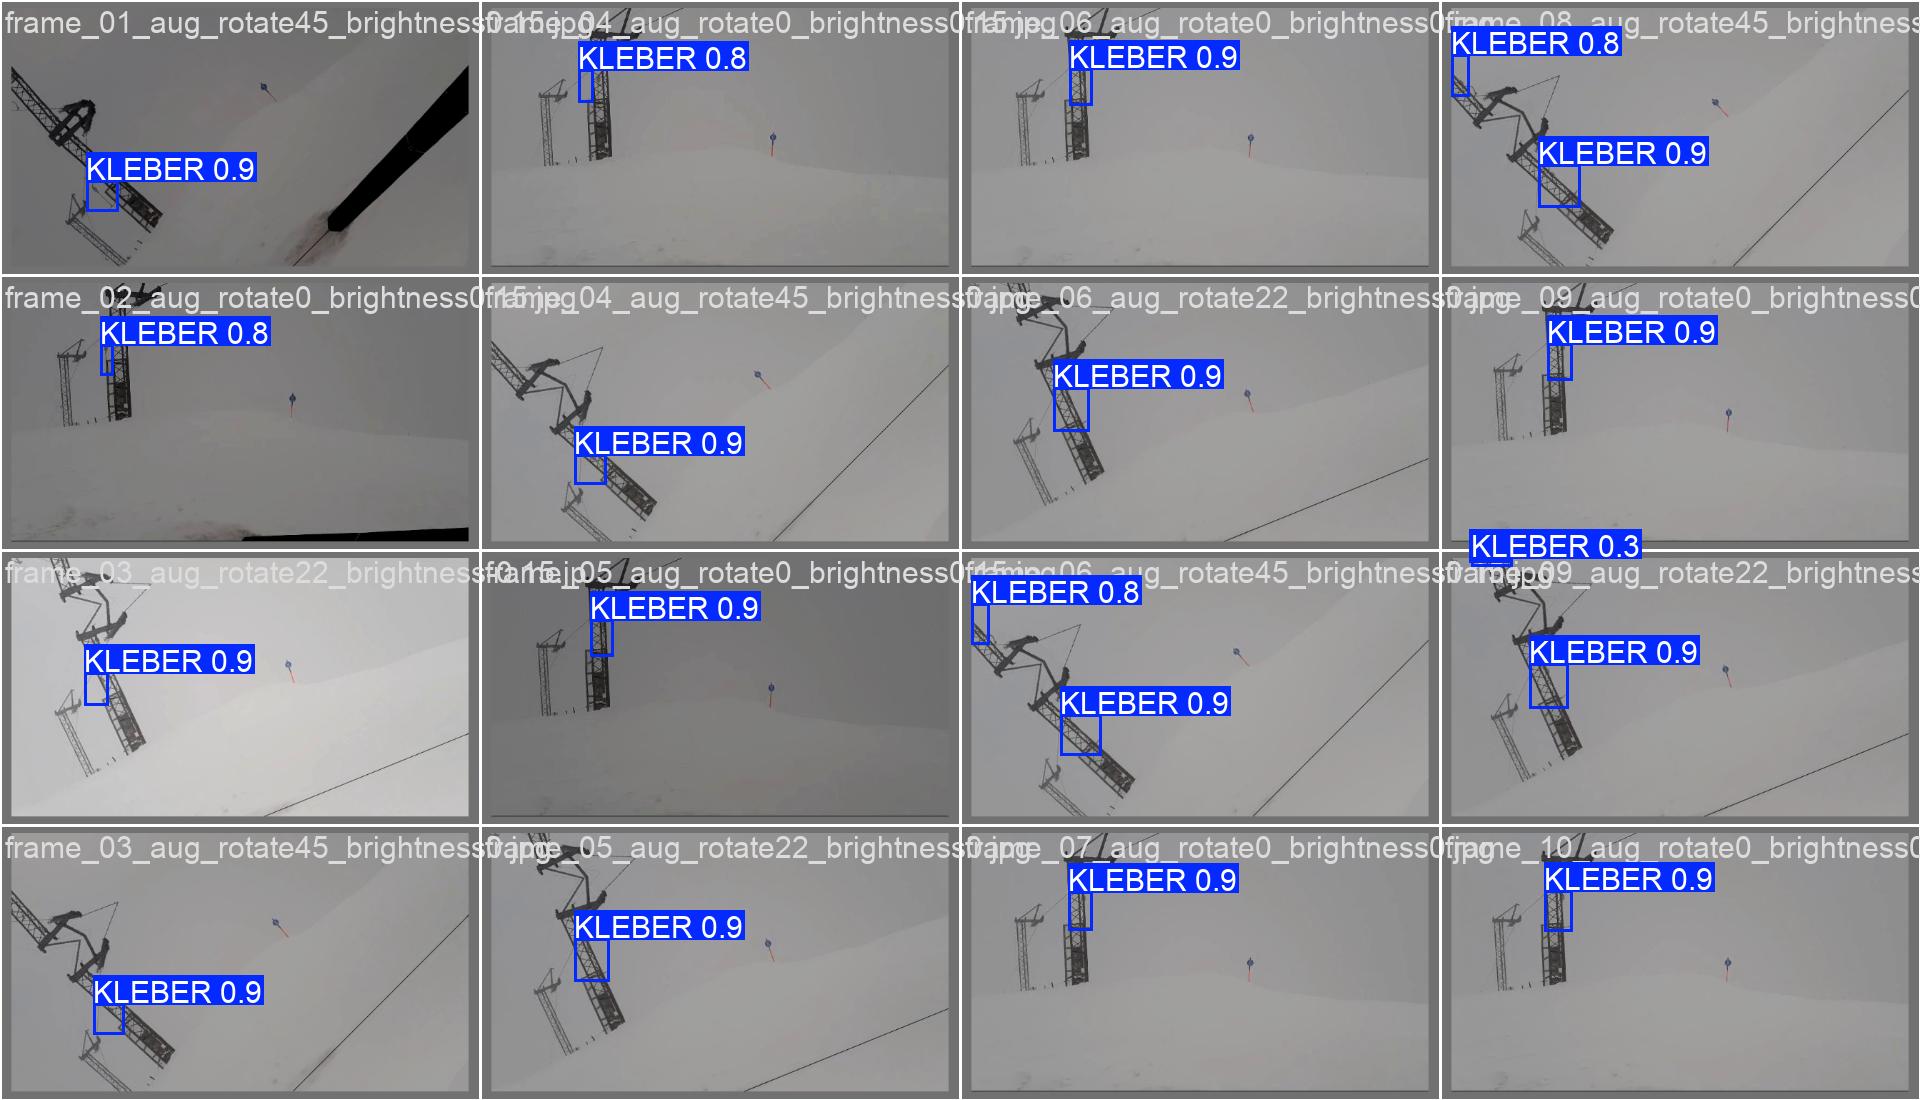 frame_01_aug_rotate45_brightness
KLEBER 0.9
frame_04_aug_rotate0_brightness0
KLEBER 0.8
frame_06_aug_rotate0_brightness0
KLEBER 0.9
frame_08_aug_rotate45_brightness
KLEBER 0.8
KLEBER 0.9
frame_02_aug_rotate0_brightness0
KLEBER 0.8
frame_04_aug_rotate45_brightness
KLEBER 0.9
frame_06_aug_rotate22_brightness
KLEBER 0.9
frame_09_aug_rotate0_brightness0
KLEBER 0.9
frame_03_aug_rotate22_brightness
KLEBER 0.9
frame_05_aug_rotate0_brightness0
KLEBER 0.9
frame_06_aug_rotate45_brightness
KLEBER 0.8
KLEBER 0.9
KLEBER 0.3
frame_09_aug_rotate22_brightness
KLEBER 0.9
frame_03_aug_rotate45_brightness
KLEBER 0.9
frame_05_aug_rotate22_brightness
KLEBER 0.9
frame_07_aug_rotate0_brightness0
KLEBER 0.9
frame_10_aug_rotate0_brightness0
KLEBER 0.9